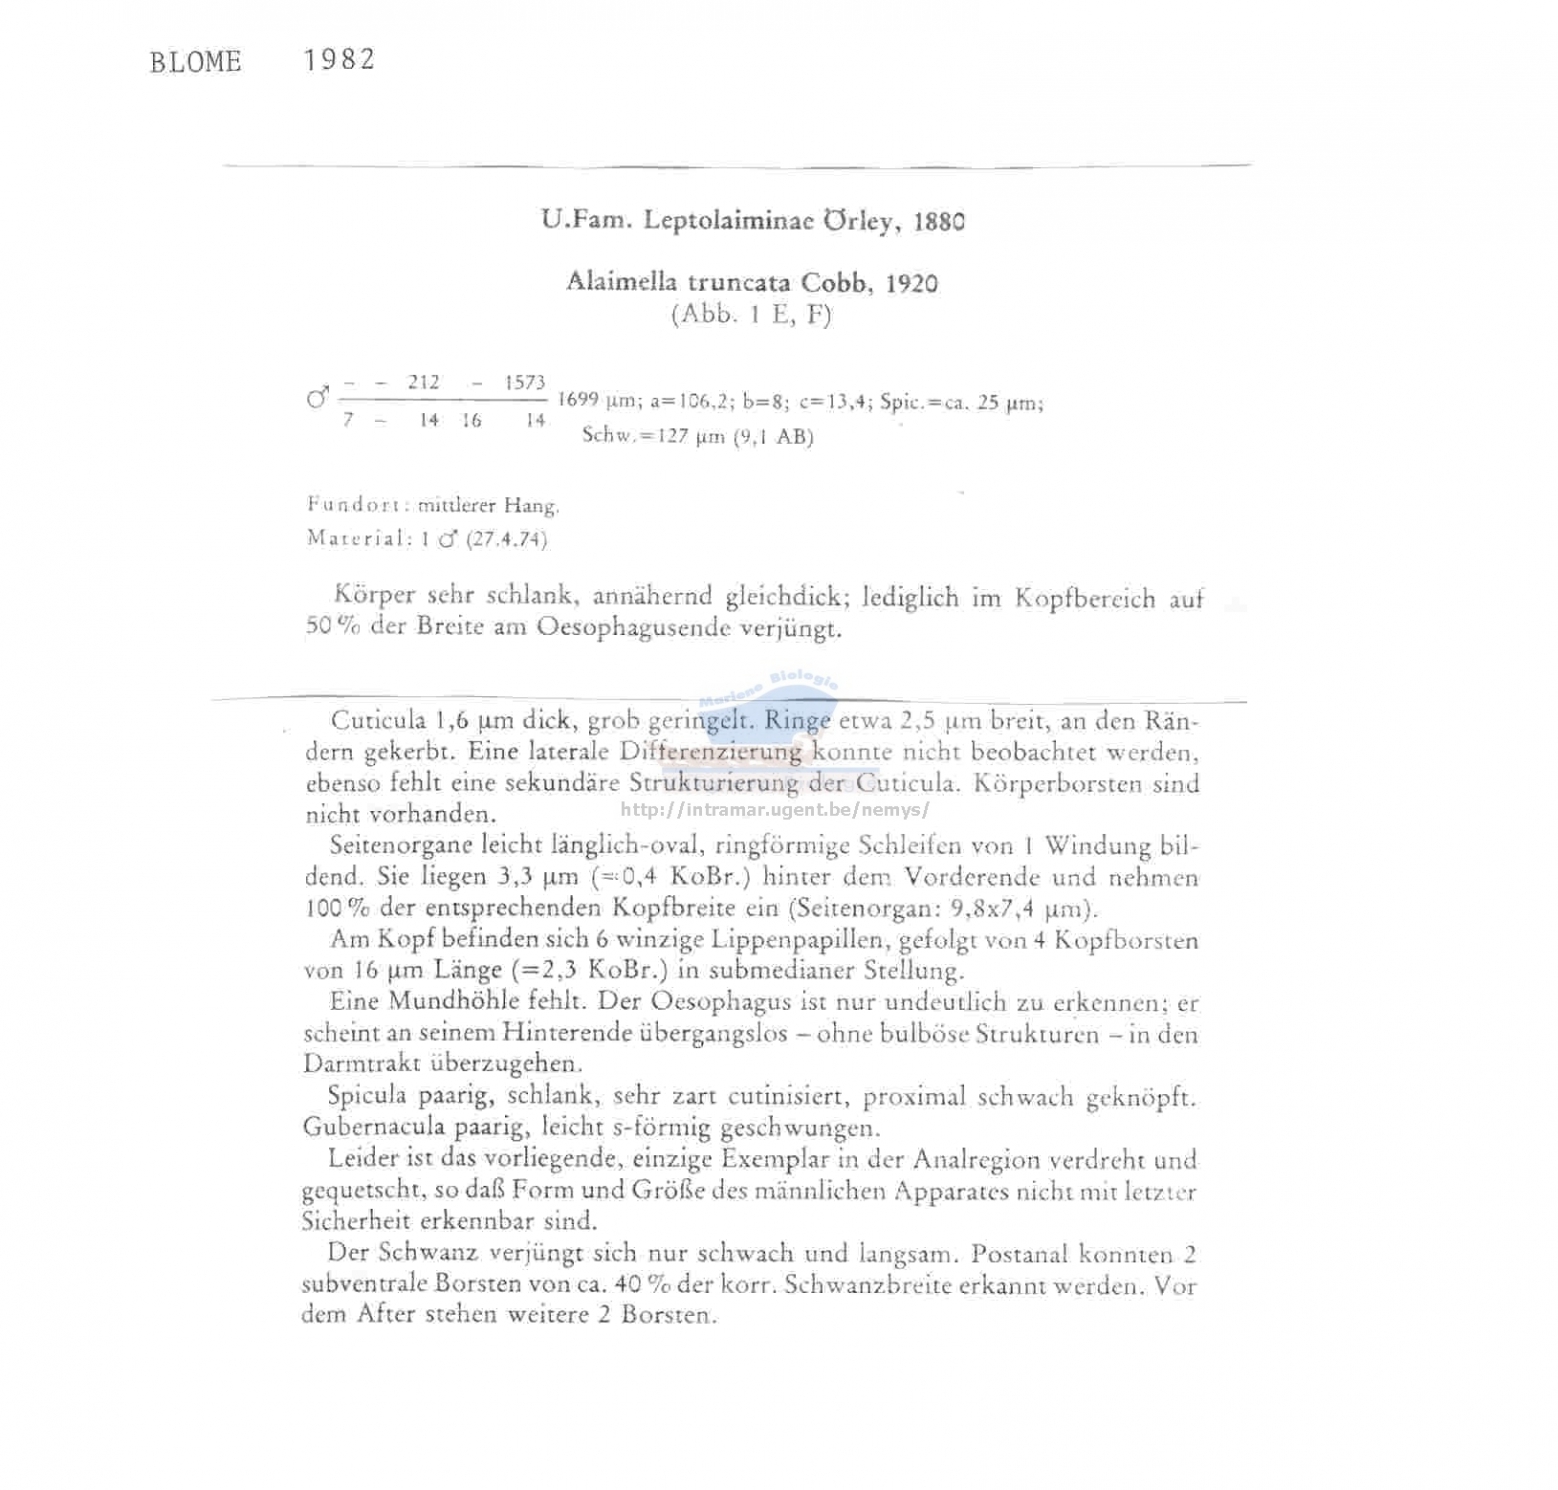 BLOME 1982
U.Fam. Leptolaiminae Örley, 1880
Alaimella truncata Cobb, 1920
(Abb. 1 E, F)
♂ – – 212 – 1573
1699 µm; a=106,2; b=8; c=13,4; Spic.=ca. 25 µm;
7 – 14 16 14
Schw.=127 µm (9,1 AB)
Fundort: mittlerer Hang.
Material: 1 ♂ (27.4.74)
Körper sehr schlank, annähernd gleichdick; lediglich im Kopfbereich auf
50% der Breite am Oesophagusende verjüngt.
Mariene Biologie
Cuticula 1,6 µm dick, grob geringelt. Ringe etwa 2,5 µm breit, an den Rän-
dern gekerbt. Eine laterale Differenzierung konnte nicht beobachtet werden,
ebenso fehlt eine sekundäre Strukturierung der Cuticula. Körperborsten sind
nicht vorhanden.
http://intramar.ugent.be/nemys/
Seitenorgane leicht länglich-oval, ringförmige Schleifen von 1 Windung bil-
dend. Sie liegen 3,3 µm (=0,4 KoBr.) hinter dem Vorderende und nehmen
100% der entsprechenden Kopfbreite ein (Seitenorgan: 9,8x7,4 µm).
Am Kopf befinden sich 6 winzige Lippenpapillen, gefolgt von 4 Kopfborsten
von 16 µm Länge (=2,3 KoBr.) in submedianer Stellung.
Eine Mundhöhle fehlt. Der Oesophagus ist nur undeutlich zu erkennen; er
scheint an seinem Hinterende übergangslos – ohne bulböse Strukturen – in den
Darmtrakt überzugehen.
Spicula paarig, schlank, sehr zart cutinisiert, proximal schwach geknöpft.
Gubernacula paarig, leicht s-förmig geschwungen.
Leider ist das vorliegende, einzige Exemplar in der Analregion verdreht und
gequetscht, so daß Form und Größe des männlichen Apparates nicht mit letzter
Sicherheit erkennbar sind.
Der Schwanz verjüngt sich nur schwach und langsam. Postanal konnten 2
subventrale Borsten von ca. 40% der korr. Schwanzbreite erkannt werden. Vor
dem After stehen weitere 2 Borsten.